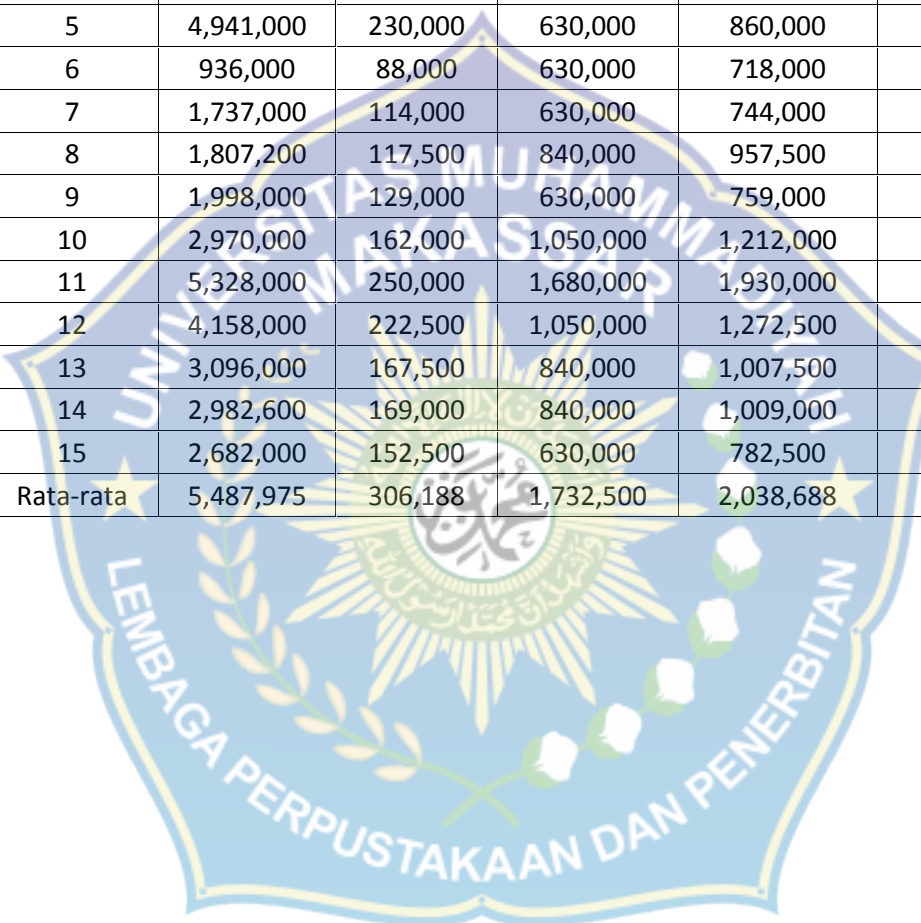 5 4,941,000 230,000 630,000 860,000
6 936,000 88,000 630,000 718,000
7 1,737,000 114,000 630,000 744,000
8 1,807,200 117,500 840,000 957,500
9 1,998,000 129,000 630,000 759,000
10 2,970,000 162,000 1,050,000 1,212,000
11 5,328,000 250,000 1,680,000 1,930,000
12 4,158,000 222,500 1,050,000 1,272,500
13 3,096,000 167,500 840,000 1,007,500
14 2,982,600 169,000 840,000 1,009,000
15 2,682,000 152,500 630,000 782,500
Rata-rata 5,487,975 306,188 1,732,500 2,038,688
UNIVERSITAS MUHAMMADIYAH
MAKASSAR
LEMBAGA PERPUSTAKAAN DAN PENERBITAN